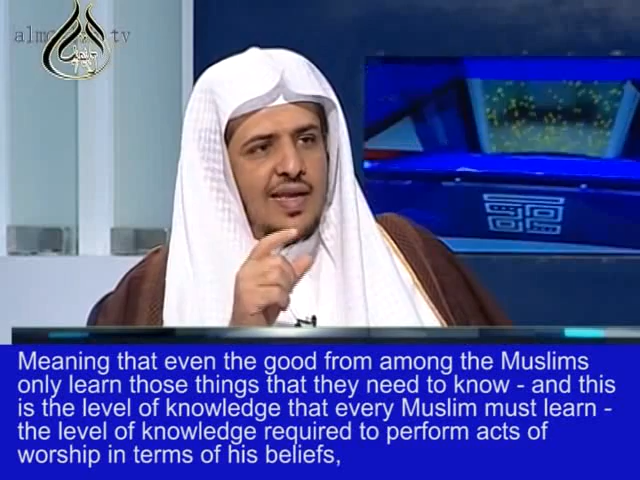 tv
Meaning that even the good from among the Muslims
only learn those things that they need to know - and this
is the level of knowledge that every Muslim must learn -
the level of knowledge required to perform acts of
worship in terms of his beliefs,